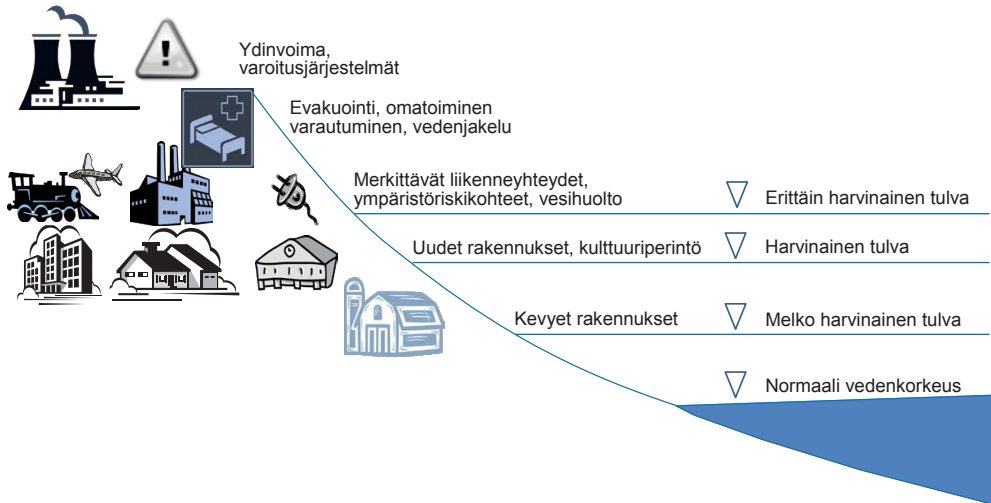 Ydinvoima,
varoitusjärjestelmät
Evakuointi, omatoiminen
varautuminen, vedenjakelu
Merkittävät liikenneyhteydet,
ympäristöriskikohteet, vesihuolto
Erittäin harvinainen tulva
Uudet rakennukset, kulttuuriperintö
Harvinainen tulva
Kevyet rakennukset
Melko harvinainen tulva
Normaali vedenkorkeus